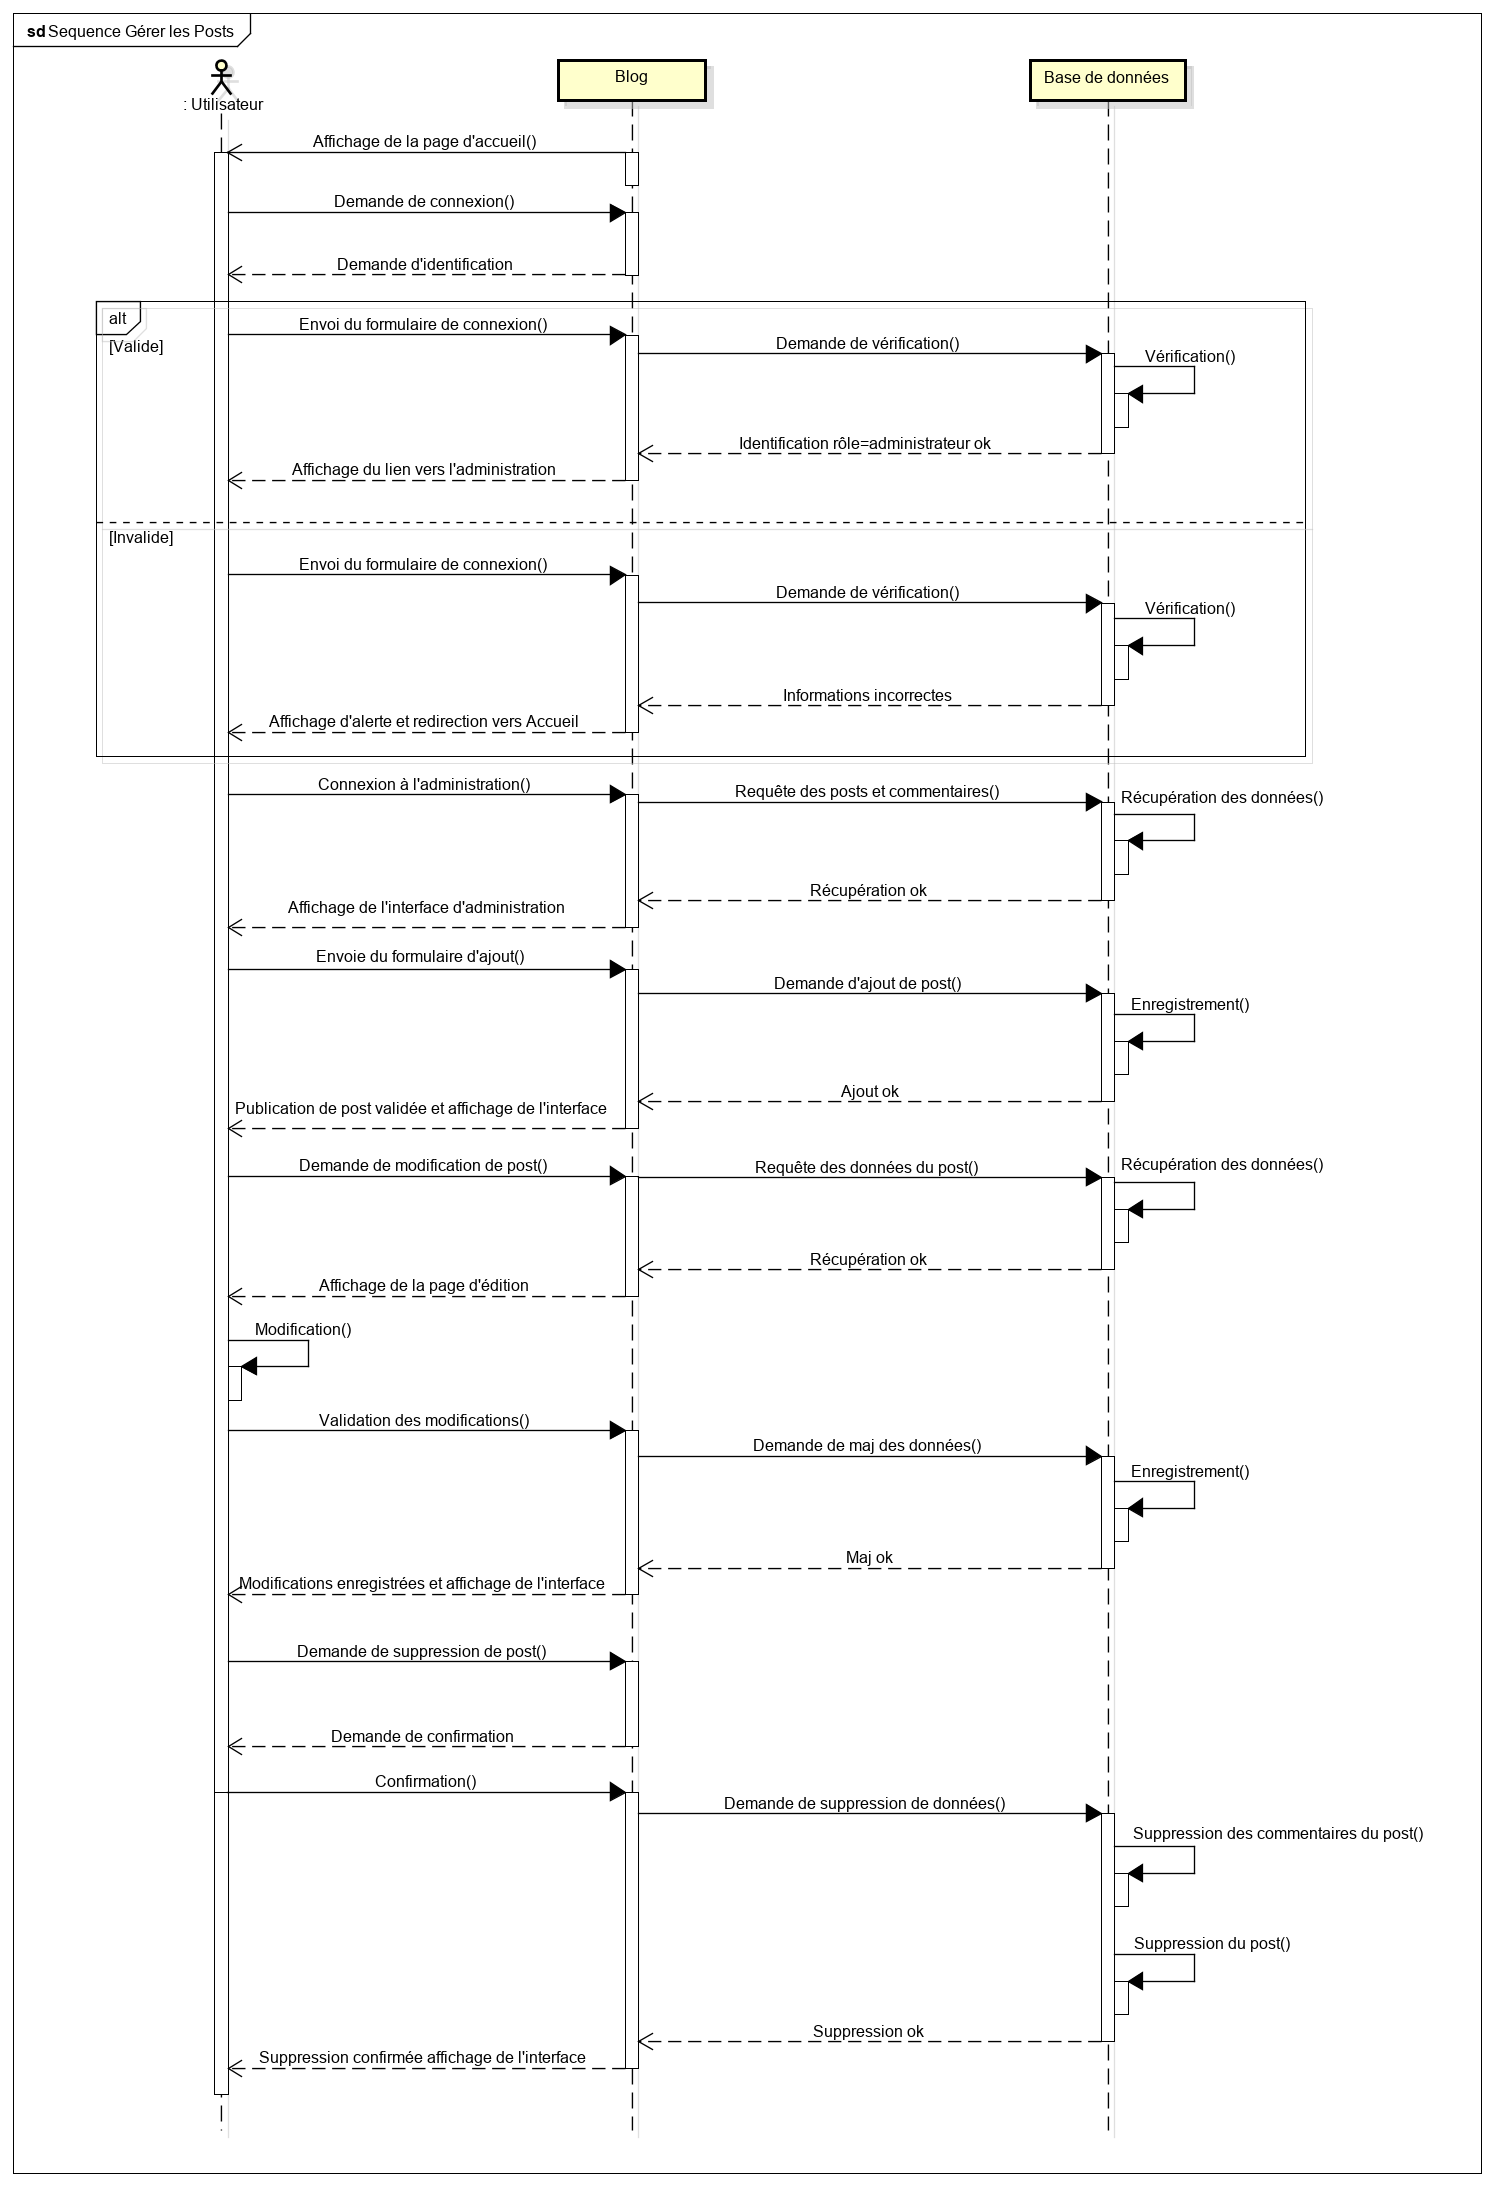 sd Sequence Gérer les Posts
: Utilisateur
Blog
Base de données
Affichage de la page d'accueil()
Demande de connexion()
Demande d'identification
alt
Envoi du formulaire de connexion()
[Valide]
Demande de vérification()
Vérification()
Identification rôle=administrateur ok
Affichage du lien vers l'administration
[Invalide]
Envoi du formulaire de connexion()
Demande de vérification()
Vérification()
Informations incorrectes
Affichage d'alerte et redirection vers Accueil
Connexion à l'administration()
Requête des posts et commentaires()
Récupération des données()
Récupération ok
Affichage de l'interface d'administration
Envoie du formulaire d'ajout()
Demande d'ajout de post()
Enregistrement()
Ajout ok
Publication de post validée et affichage de l'interface
Demande de modification de post()
Requête des données du post()
Récupération des données()
Récupération ok
Affichage de la page d'édition
Modification()
Validation des modifications()
Demande de maj des données()
Enregistrement()
Maj ok
Modifications enregistrées et affichage de l'interface
Demande de suppression de post()
Demande de confirmation
Confirmation()
Demande de suppression de données()
Suppression des commentaires du post()
Suppression du post()
Suppression ok
Suppression confirmée affichage de l'interface